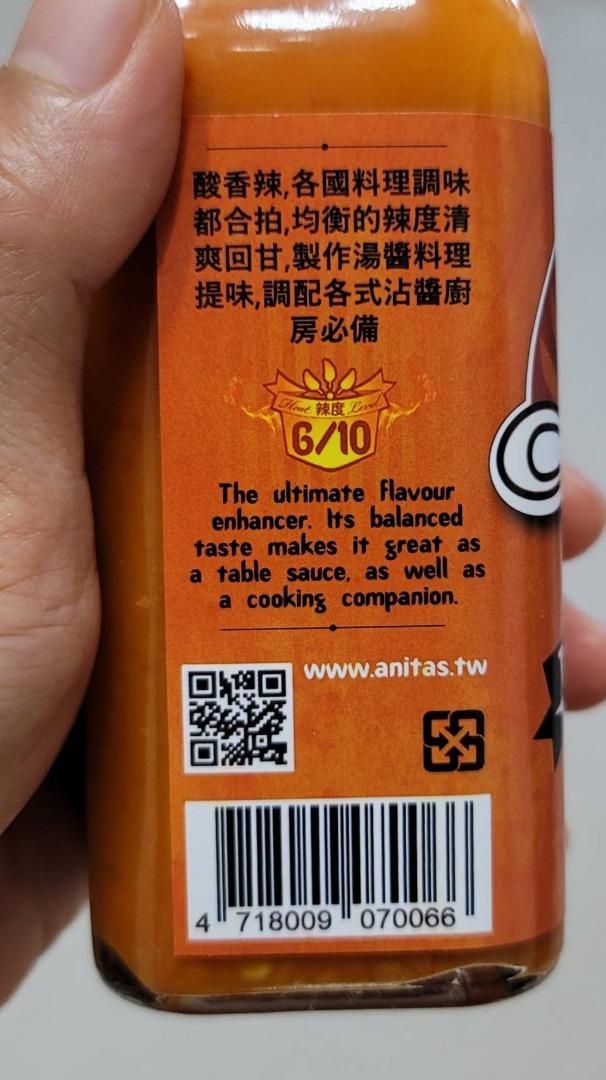 酸香辣,各國料理調味
都合拍,均衡的辣度清
爽回甘,製作湯醬料理
提味,調配各式沾醬廚
房必備
Heat 辣度 Level
6/10
The ultimate flavour
enhancer. Its balanced
taste makes it great as
a table sauce, as well as
a cooking companion.
www.anitas.tw
4 718009 070066